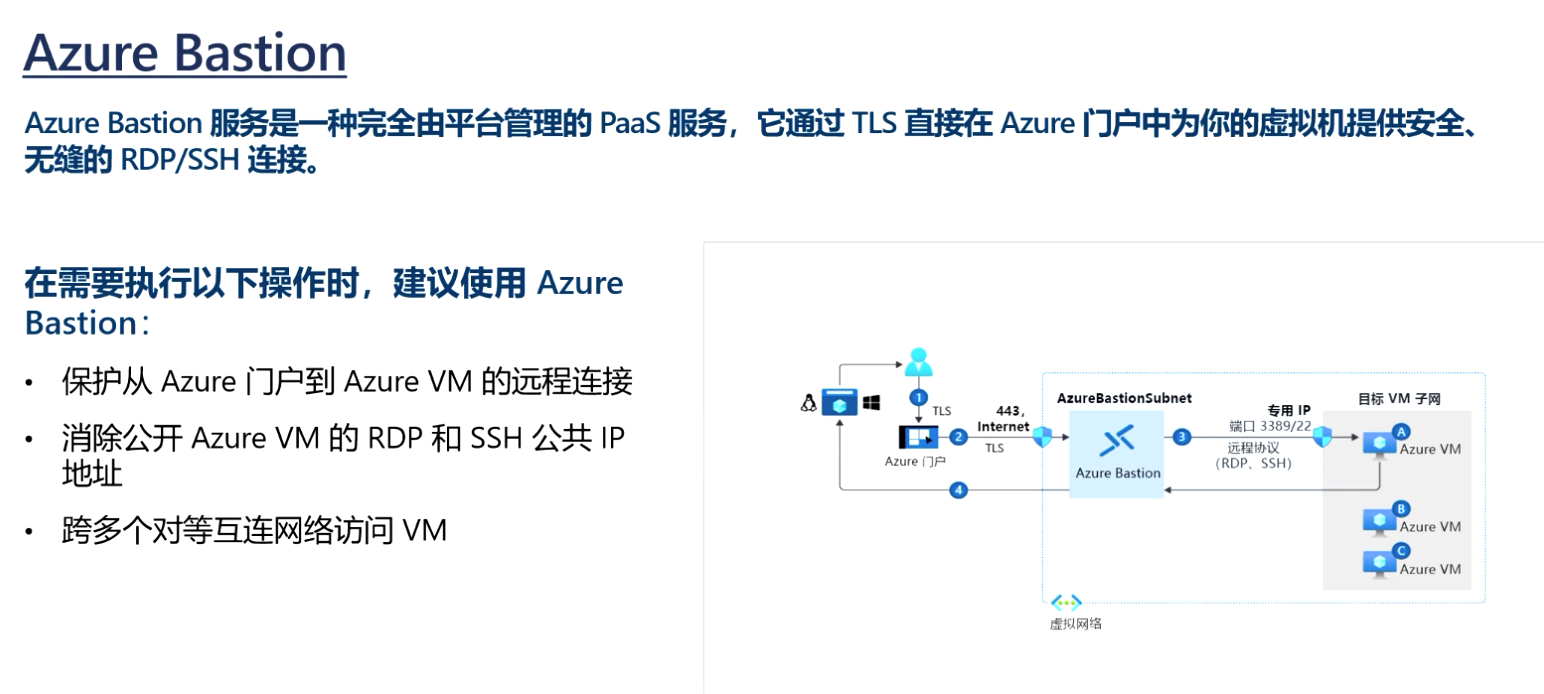 Azure Bastion
Azure Bastion 服务是一种完全由平台管理的 PaaS 服务，它通过 TLS 直接在 Azure 门户中为你的虚拟机提供安全、
无缝的 RDP/SSH 连接。
在需要执行以下操作时，建议使用 Azure
Bastion：
• 保护从 Azure 门户到 Azure VM 的远程连接
• 消除公开 Azure VM 的 RDP 和 SSH 公共 IP
地址
• 跨多个对等互连网络访问 VM
1
TLS
Azure 门户
2
443，
Internet
TLS
AzureBastionSubnet
Azure Bastion
3
专用 IP
端口 3389/22
远程协议
（RDP、SSH）
目标 VM 子网
A
Azure VM
4
B
Azure VM
C
Azure VM
虚拟网络